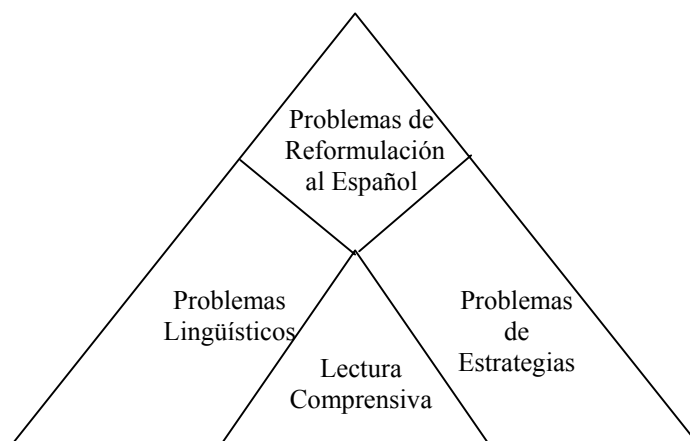 Problemas de
Reformulación
al Español
Problemas
Lingüísticos
Problemas
de
Estrategias
Lectura
Comprensiva